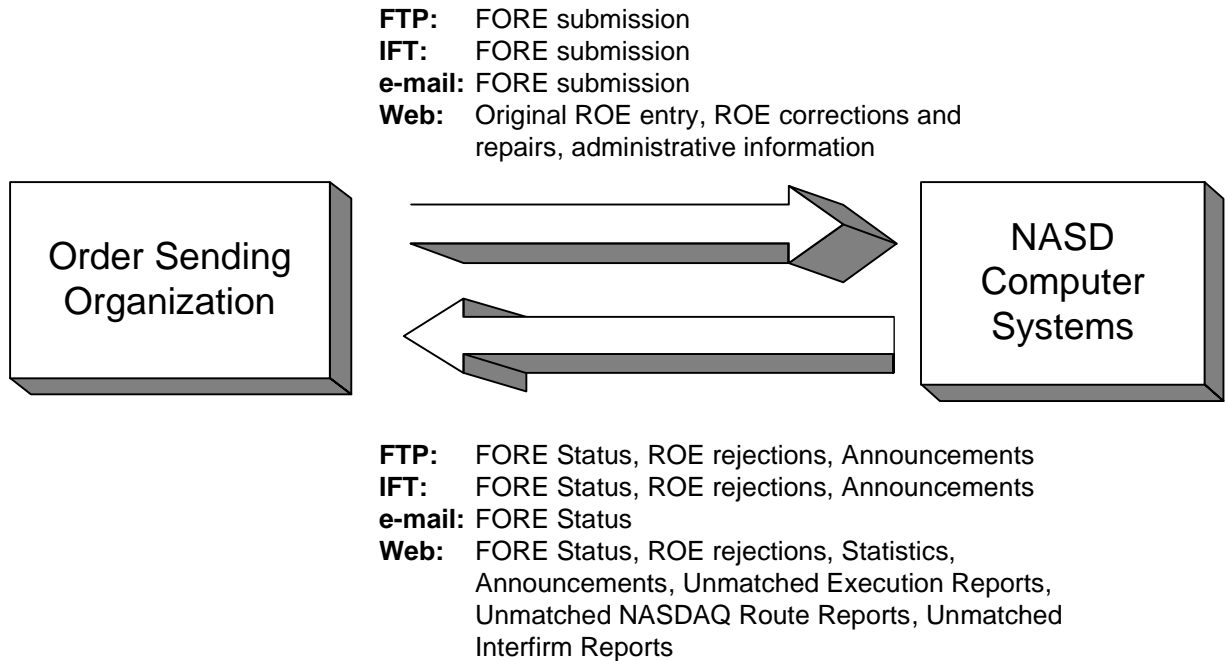 FTP: FORE submission
IFT: FORE submission
e-mail: FORE submission
Web: Original ROE entry, ROE corrections and
repairs, administrative information
Order Sending
Organization
NASD
Computer
Systems
FTP: FORE Status, ROE rejections, Announcements
IFT: FORE Status, ROE rejections, Announcements
e-mail: FORE Status
Web: FORE Status, ROE rejections, Statistics,
Announcements, Unmatched Execution Reports,
Unmatched NASDAQ Route Reports, Unmatched
Interfirm Reports